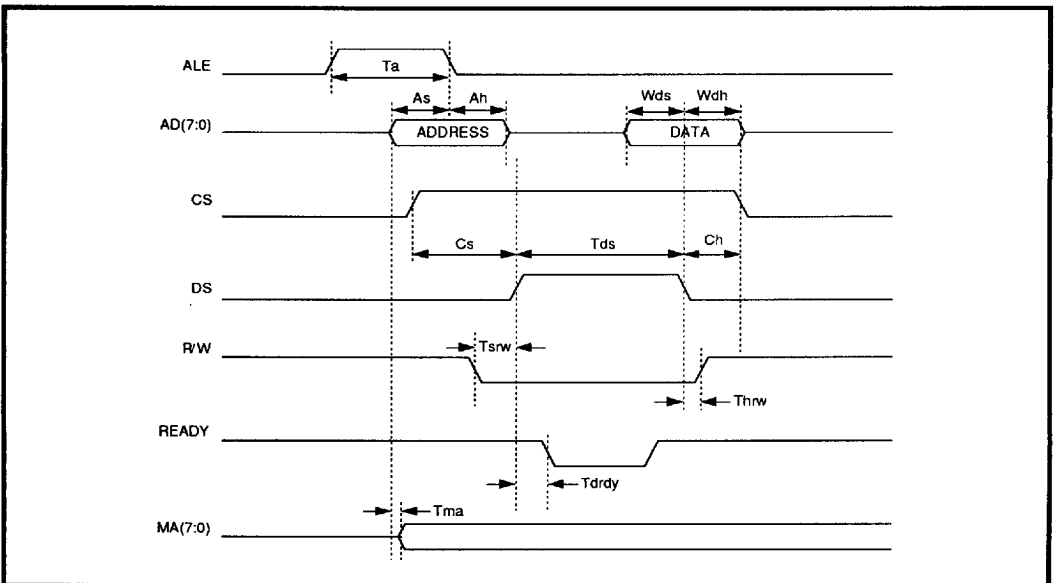 ALE
Ta
As Ah Wds Wdh
AD(7:0) ADDRESS DATA
CS
Cs Tds Ch
DS
R/W Tsrw
Thrw
READY
Tdrdy
Tma
MA(7:0)